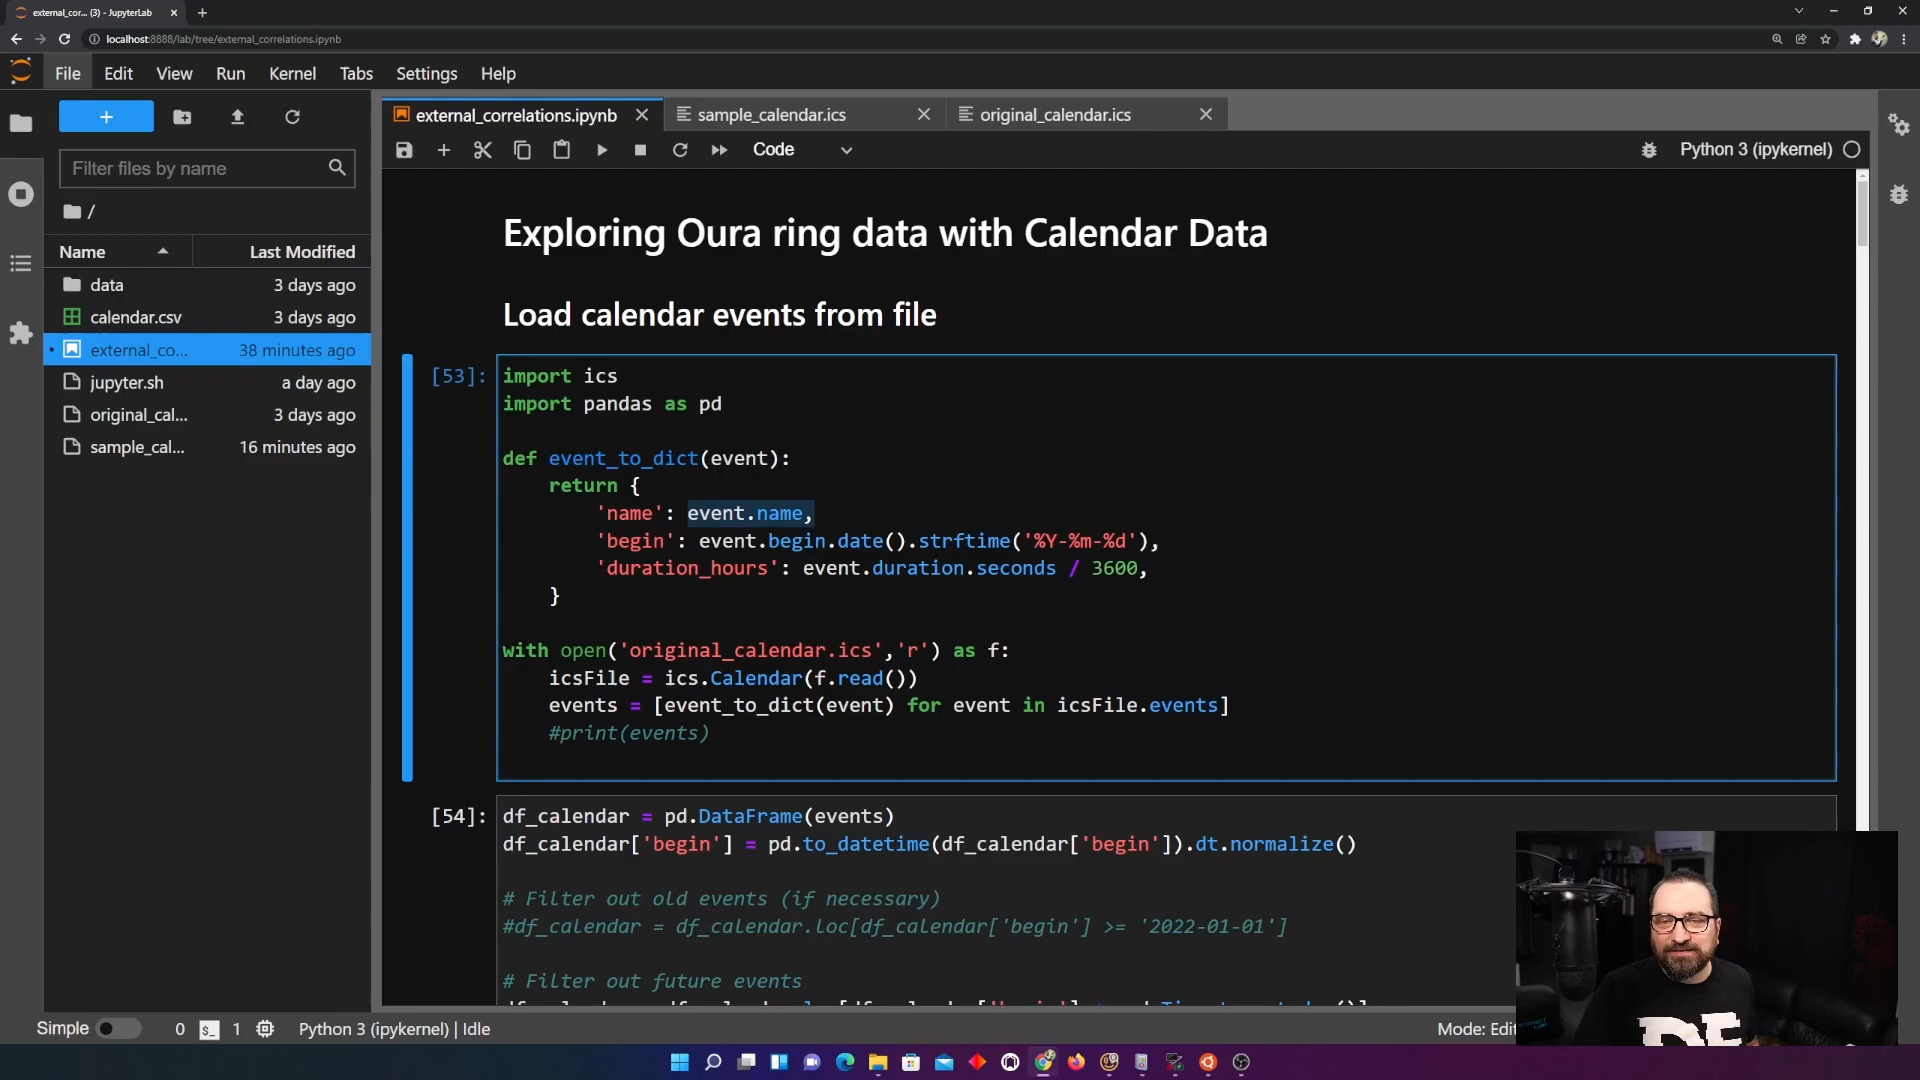 external_cor... (3) - JupyterLab
localhost:8888/lab/tree/external_correlations.ipynb
File Edit View Run Kernel Tabs Settings Help
external_correlations.ipynb
sample_calendar.ics
original_calendar.ics
Code
Python 3 (ipykernel)
Filter files by name
/
Name Last Modified
data 3 days ago
calendar.csv 3 days ago
external_co... 38 minutes ago
jupyter.sh a day ago
original_cal... 3 days ago
sample_cal... 16 minutes ago
Exploring Oura ring data with Calendar Data
Load calendar events from file
[53]: import ics
import pandas as pd
def event_to_dict(event):
return {
'name': event.name,
'begin': event.begin.date().strftime('%Y-%m-%d'),
'duration_hours': event.duration.seconds / 3600,
}
with open('original_calendar.ics','r') as f:
icsFile = ics.Calendar(f.read())
events = [event_to_dict(event) for event in icsFile.events]
#print(events)
[54]: df_calendar = pd.DataFrame(events)
df_calendar['begin'] = pd.to_datetime(df_calendar['begin']).dt.normalize()
# Filter out old events (if necessary)
#df_calendar = df_calendar.loc[df_calendar['begin'] >= '2022-01-01']
# Filter out future events
Simple 0 $_ 1 Python 3 (ipykernel) | Idle
Mode: Edi